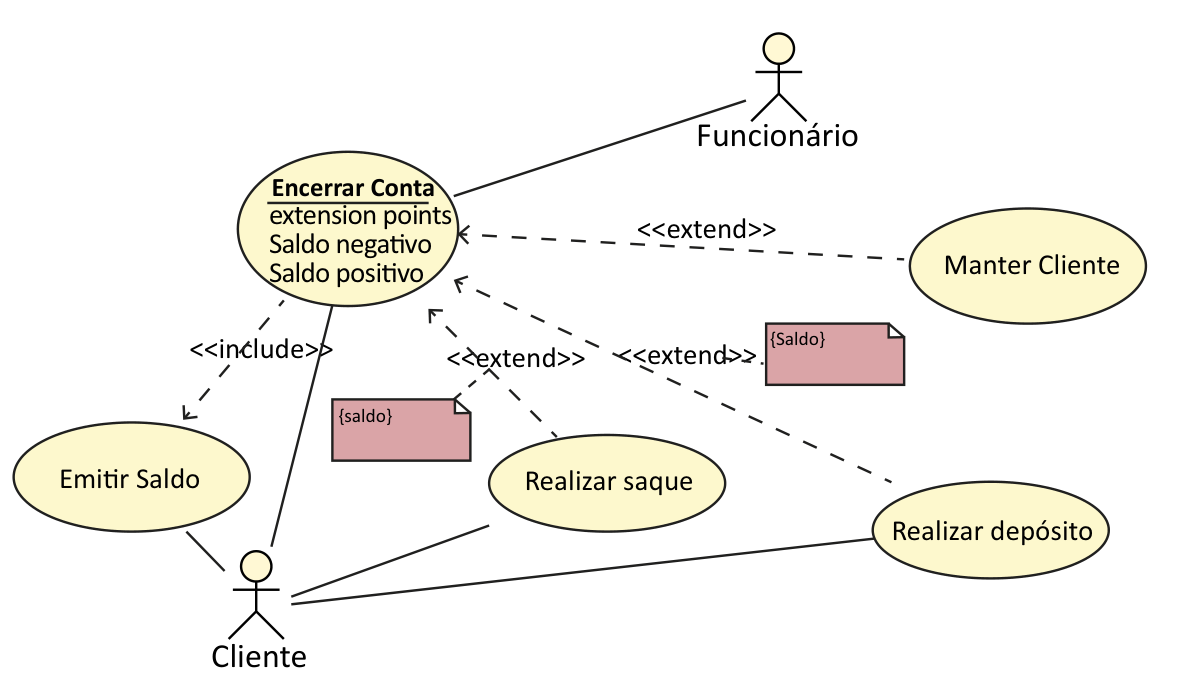 Funcionário
Encerrar Conta
extension points
Saldo negativo
Saldo positivo
<<extend>>
Manter Cliente
<<include>>
<<extend>>
<<extend>>
{Saldo}
{saldo}
Emitir Saldo
Realizar saque
Realizar depósito
Cliente